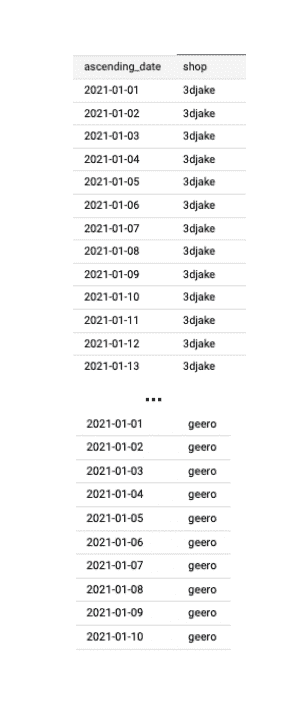 ascending_date shop
2021-01-01 3djake
2021-01-02 3djake
2021-01-03 3djake
2021-01-04 3djake
2021-01-05 3djake
2021-01-06 3djake
2021-01-07 3djake
2021-01-08 3djake
2021-01-09 3djake
2021-01-10 3djake
2021-01-11 3djake
2021-01-12 3djake
2021-01-13 3djake
...
2021-01-01 geero
2021-01-02 geero
2021-01-03 geero
2021-01-04 geero
2021-01-05 geero
2021-01-06 geero
2021-01-07 geero
2021-01-08 geero
2021-01-09 geero
2021-01-10 geero